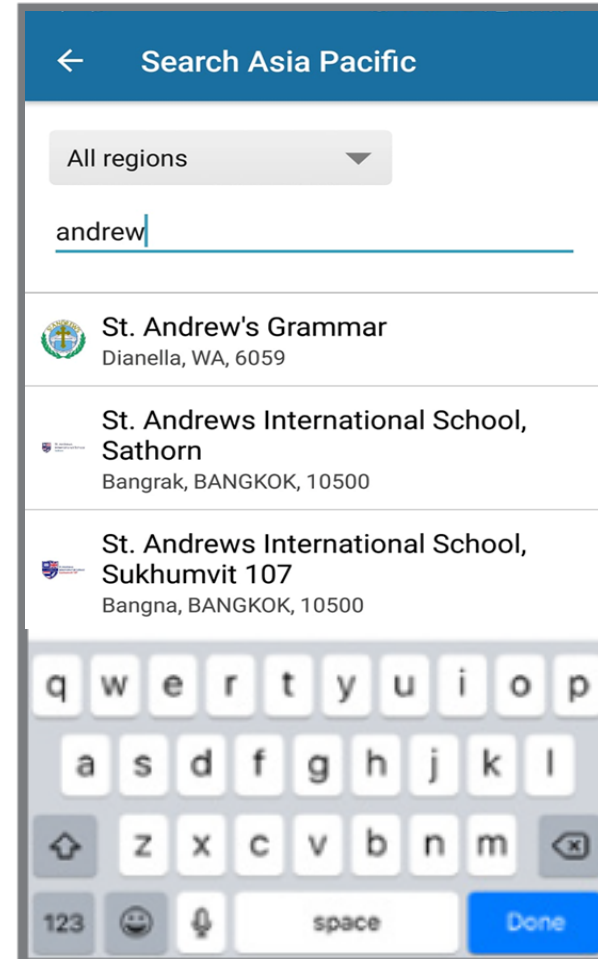 Search Asia Pacific
All regions
andrew
St. Andrew's Grammar
Dianella, WA, 6059
St. Andrews International School,
Sathorn
Bangrak, BANGKOK, 10500
St. Andrews International School,
Sukhumvit 107
Bangna, BANGKOK, 10500
q w e r t y u i o p
a s d f g h j k l
z x c v b n m
123 space Done